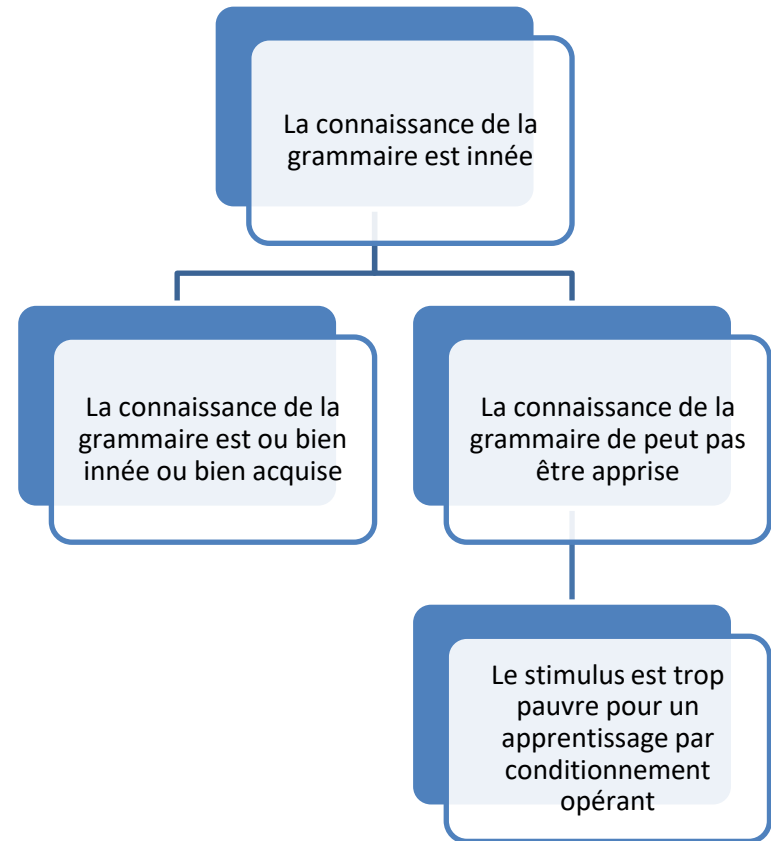 La connaissance de la
grammaire est innée
La connaissance de la
grammaire est ou bien
innée ou bien acquise
La connaissance de la
grammaire de peut pas
être apprise
Le stimulus est trop
pauvre pour un
apprentissage par
conditionnement
opérant